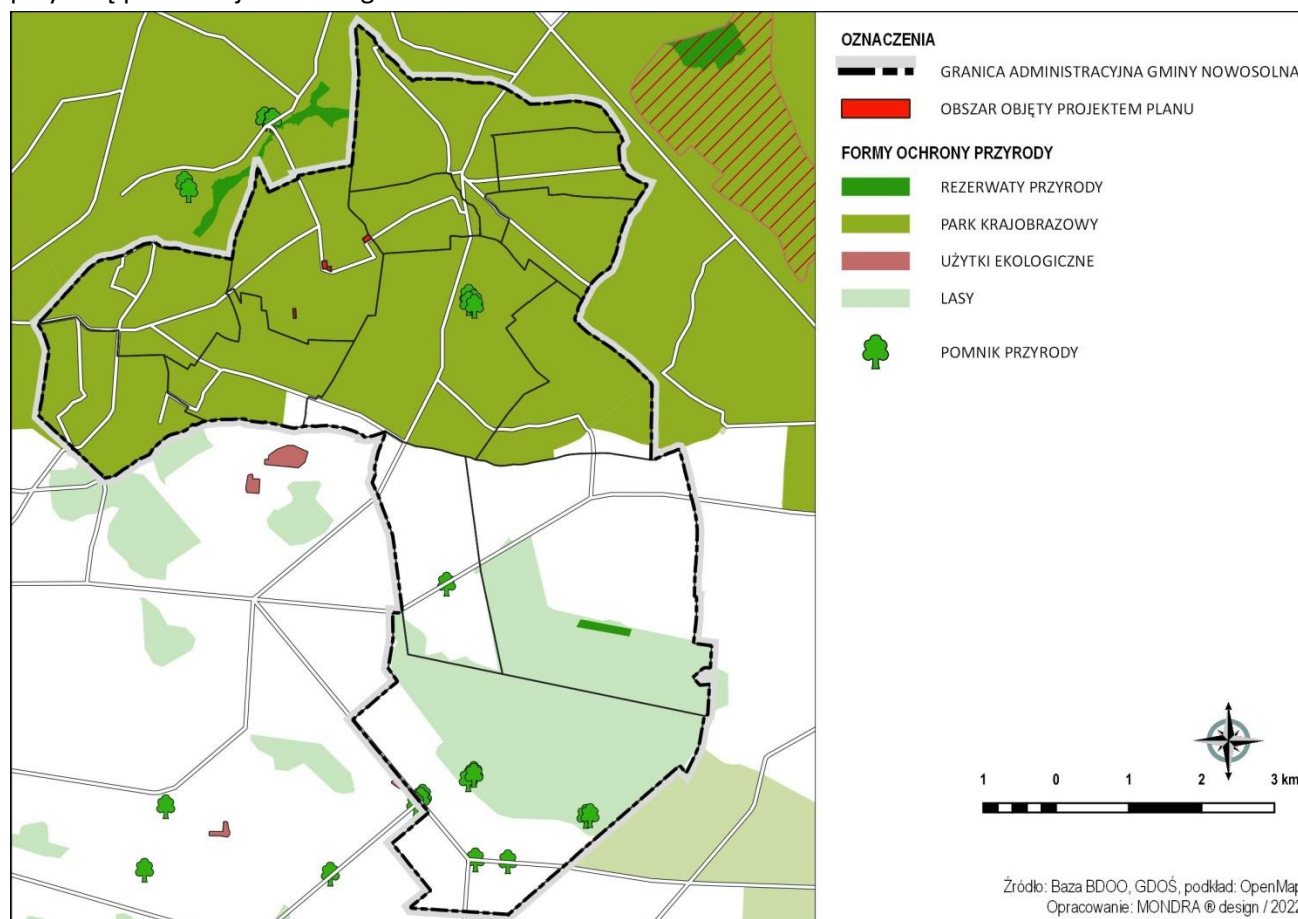 OZNACZENIA
GRANICA ADMINISTRACYJNA GMINY NOWOSOLNA
OBSZAR OBJĘTY PROJEKTEM PLANU
FORMY OCHRONY PRZYRODY
REZERWATY PRZYRODY
PARK KRAJOBRAZOWY
UŻYTKI EKOLOGICZNE
LASY
POMNIK PRZYRODY
1 0 1 2 3 km
Źródło: Baza BDOO, GDOŚ, podkład: OpenMap
Opracowanie: MONDRA ® design / 2022